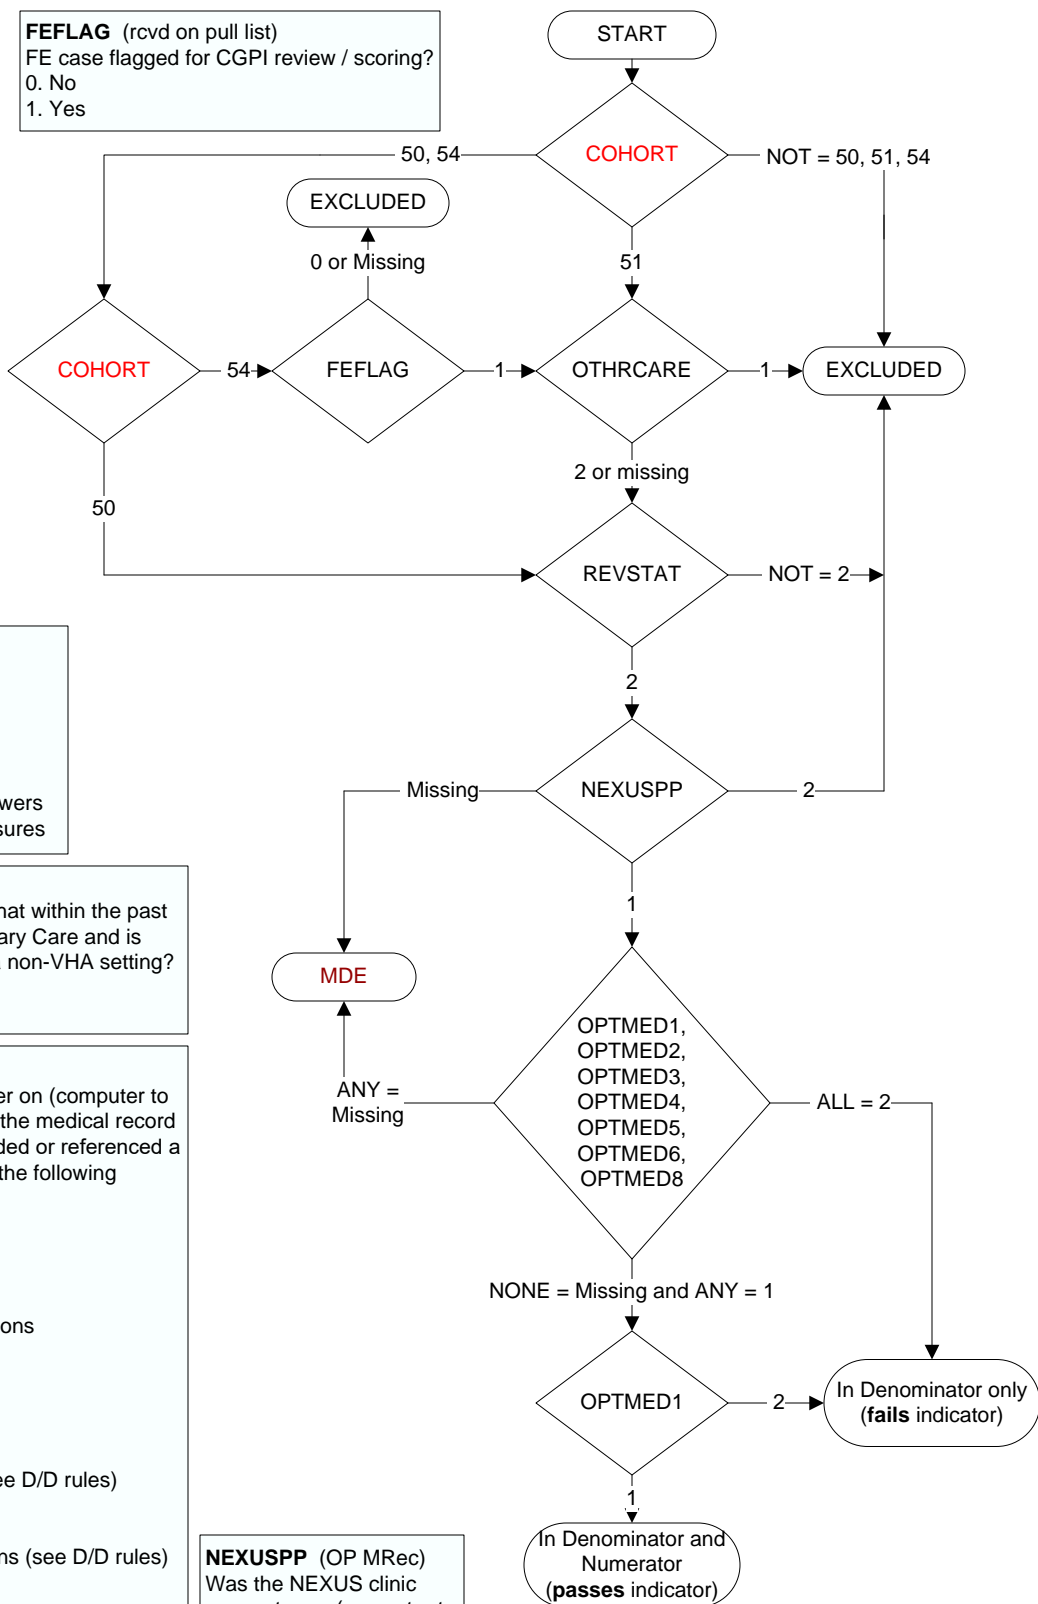 FEFLAG (rcvd on pull list)
FE case flagged for CGPI review / scoring?
0. No
1. Yes
START
COHORT
50, 54
NOT = 50, 51, 54
EXCLUDED
0 or Missing
51
COHORT
54
FEFLAG
1
OTHRCARE
1
EXCLUDED
2 or missing
50
REVSTAT
NOT = 2
2
NEXUSPP
Missing
2
1
MDE
OPTMED1,
OPTMED2,
OPTMED3,
OPTMED4,
OPTMED5,
OPTMED6,
OPTMED8
ANY =
Missing
ALL = 2
NONE = Missing and ANY = 1
OPTMED1
2
In Denominator only
(fails indicator)
1
In Denominator and
Numerator
(passes indicator)
wers
sures
hat within the past
ary Care and is
non-VHA setting?
er on (computer to
the medical record
ded or referenced a
the following
ons
ee D/D rules)
ns (see D/D rules)
NEXUSPP (OP MRec)
Was the NEXUS clinic